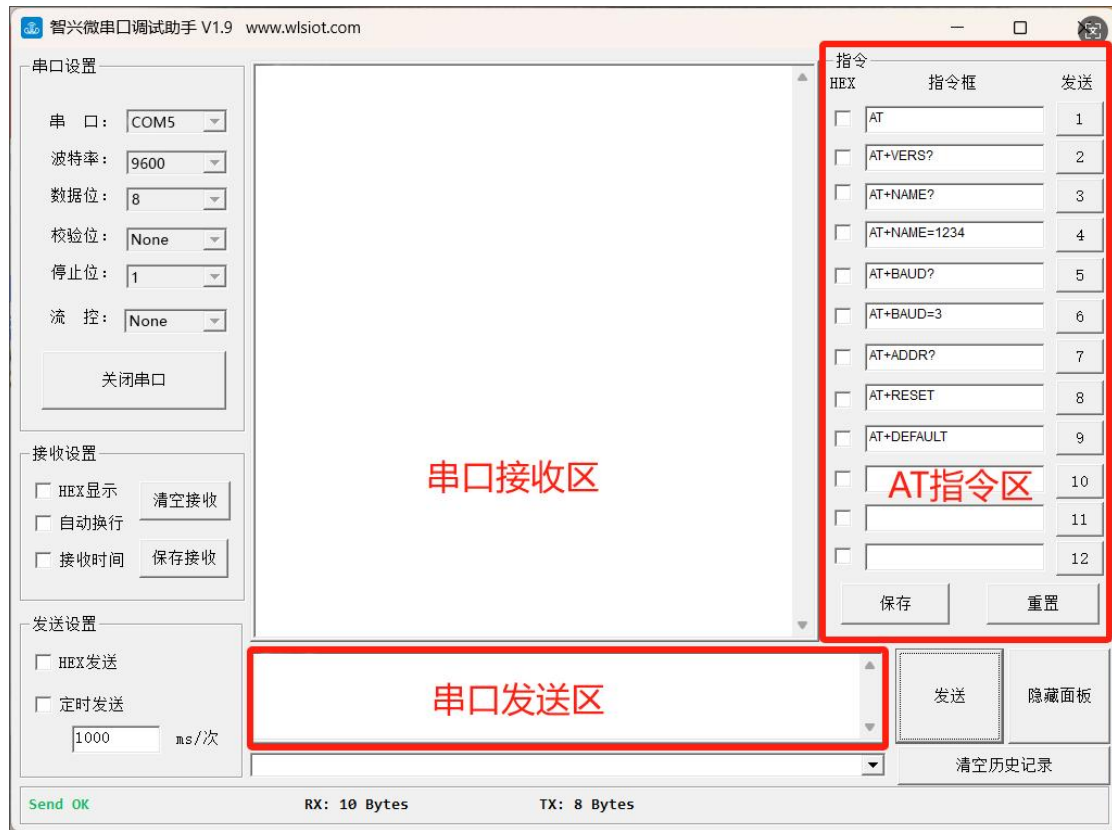 智兴微串口调试助手 V1.9 www.wlsiot.com
串口设置
串 口: COM5
波特率: 9600
数据位: 8
校验位: None
停止位: 1
流 控: None
关闭串口
接收设置
HEX显示
清空接收
自动换行
接收时间
保存接收
发送设置
HEX发送
定时发送
1000 ms/次
串口接收区
串口发送区
指令
HEX 指令框 发送
AT 1
AT+VERS? 2
AT+NAME? 3
AT+NAME=1234 4
AT+BAUD? 5
AT+BAUD=3 6
AT+ADDR? 7
AT+RESET 8
AT+DEFAULT 9
AT指令区 10
11
12
保存 重置
发送 隐藏面板
清空历史记录
Send OK RX: 10 Bytes TX: 8 Bytes